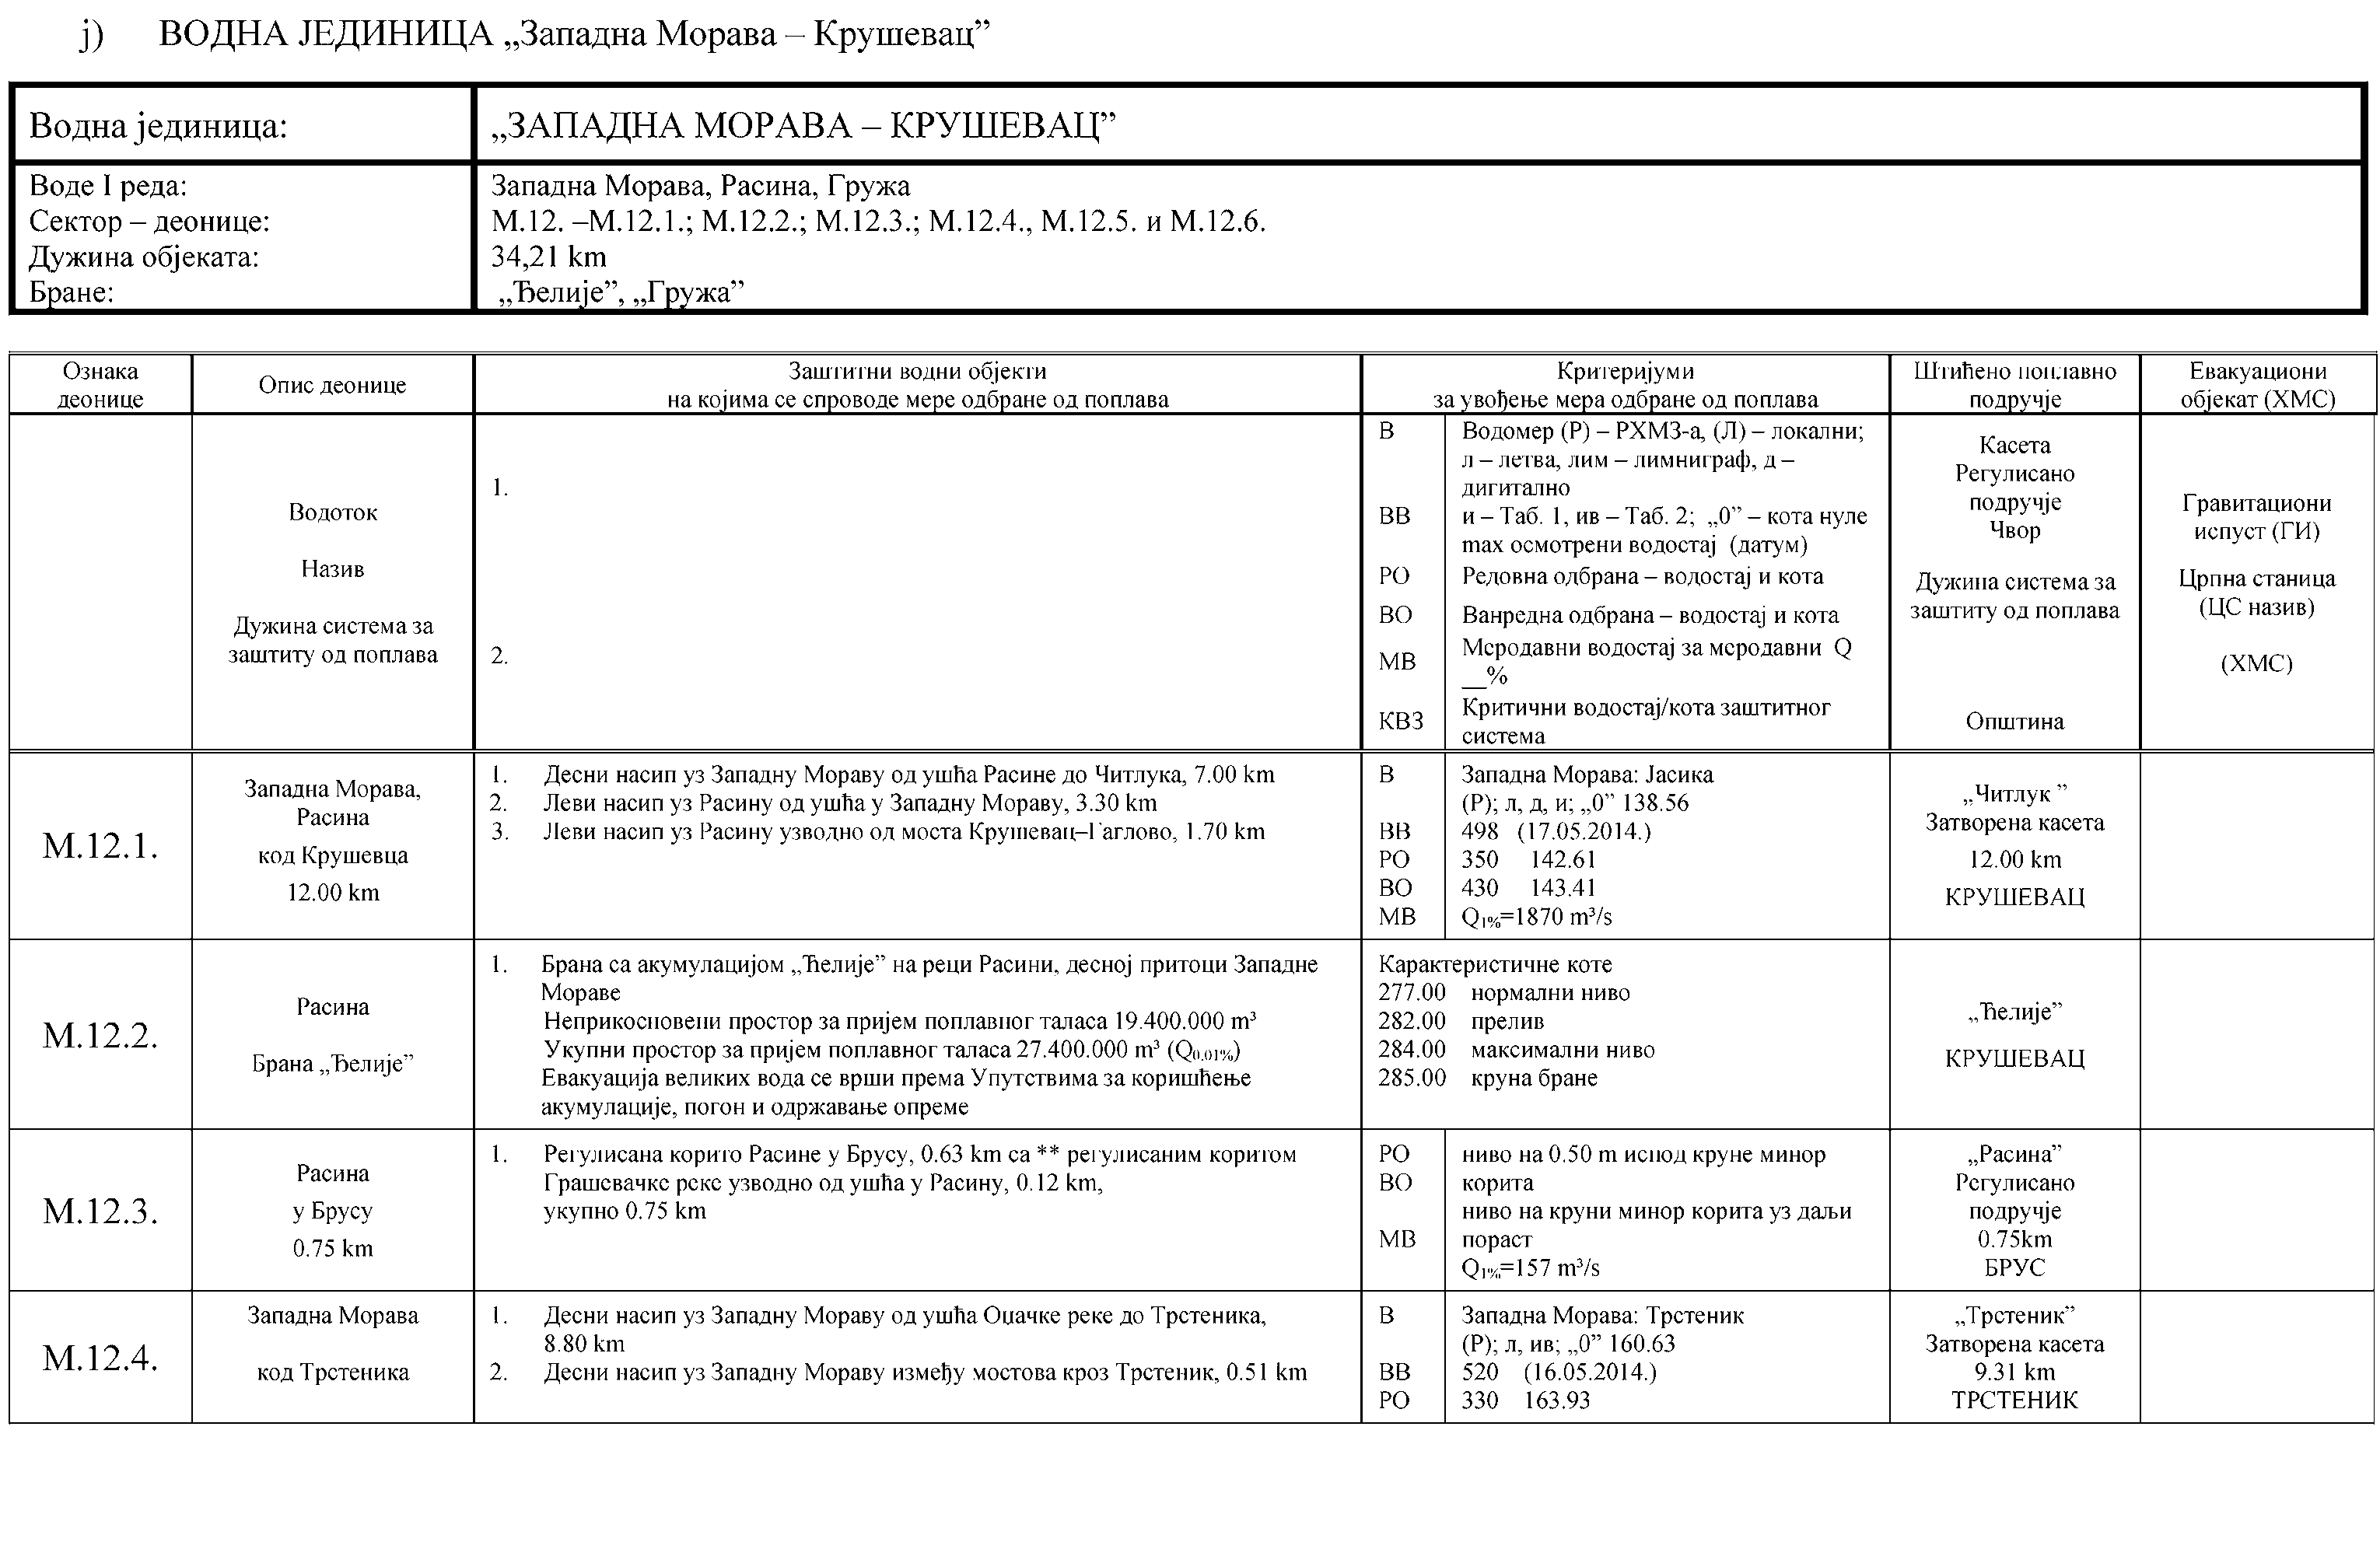 ј) ВОДНА ЈЕДИНИЦА „Западна Морава – Крушевац”
Водна јединица: „ЗАПАДНА МОРАВА – КРУШЕВАЦ”
Воде I реда: Западна Морава, Расина, Гружа
Сектор – деонице: М.12. –М.12.1.; М.12.2.; М.12.3.; М.12.4., М.12.5. и М.12.6.
Дужина објеката: 34,21 km
Бране: „Ћелије”, „Гружа”
Ознака
деонице
Опис деонице
Заштитни водни објекти
на којима се спроводе мере одбране од поплава
Критеријуми
за увођење мера одбране од поплава
Штићено поплавно
подручје
Евакуациони
објекат (ХМС)
Водоток
Назив
Дужина система за
заштиту од поплава
1.
2.
В Водомер (Р) – РХМЗ-а, (Л) – локални;
л – летва, лим – лимниграф, д –
дигитално
ВВ и – Таб. 1, ив – Таб. 2; „0” – кота нуле
max осмотрени водостај (датум)
РО Редовна одбрана – водостај и кота
ВО Ванредна одбрана – водостај и кота
МВ Меродавни водостај за меродавни Q
__%
КВЗ Критични водостај/кота заштитног
система
Касета
Регулисано
подручје
Чвор
Дужина система за
заштиту од поплава
Општина
Гравитациони
испуст (ГИ)
Црпна станица
(ЦС назив)
(ХМС)
М.12.1.
Западна Морава,
Расина
код Крушевца
12.00 km
1. Десни насип уз Западну Мораву од ушћа Расине до Читлука, 7.00 km
2. Леви насип уз Расину од ушћа у Западну Мораву, 3.30 km
3. Леви насип уз Расину узводно од моста Крушевац–Гаглово, 1.70 km
В Западна Морава: Јасика
(Р); л, д, и; „0” 138.56
ВВ 498 (17.05.2014.)
РО 350 142.61
ВО 430 143.41
МВ Q1%=1870 m³/s
„Читлук ”
Затворена касета
12.00 km
КРУШЕВАЦ
М.12.2.
Расина
Брана „Ћелије”
1. Брана са акумулацијом „Ћелије” на реци Расини, десној притоци Западне
Мораве
Неприкосновени простор за пријем поплавног таласа 19.400.000 m³
Укупни простор за пријем поплавног таласа 27.400.000 m³ (Q0,01%)
Евакуација великих вода се врши према Упутствима за коришћење
акумулације, погон и одржавање опреме
Карактеристичне коте
277.00 нормални ниво
282.00 прелив
284.00 максимални ниво
285.00 круна бране
„Ћелије”
КРУШЕВАЦ
М.12.3.
Расина
у Брусу
0.75 km
1. Регулисана корито Расине у Брусу, 0.63 km са ** регулисаним коритом
Грашевачке реке узводно од ушћа у Расину, 0.12 km,
укупно 0.75 km
РО ниво на 0.50 m испод круне минор
ВО корита
ниво на круни минор корита уз даљи
МВ пораст
Q1%=157 m³/s
„Расина”
Регулисано
подручје
0.75km
БРУС
М.12.4.
Западна Морава
код Трстеника
1. Десни насип уз Западну Мораву од ушћа Оџачке реке до Трстеника,
8.80 km
2. Десни насип уз Западну Мораву између мостова кроз Трстеник, 0.51 km
В Западна Морава: Трстеник
(Р); л, ив; „0” 160.63
ВВ 520 (16.05.2014.)
РО 330 163.93
„Трстеник”
Затворена касета
9.31 km
ТРСТЕНИК